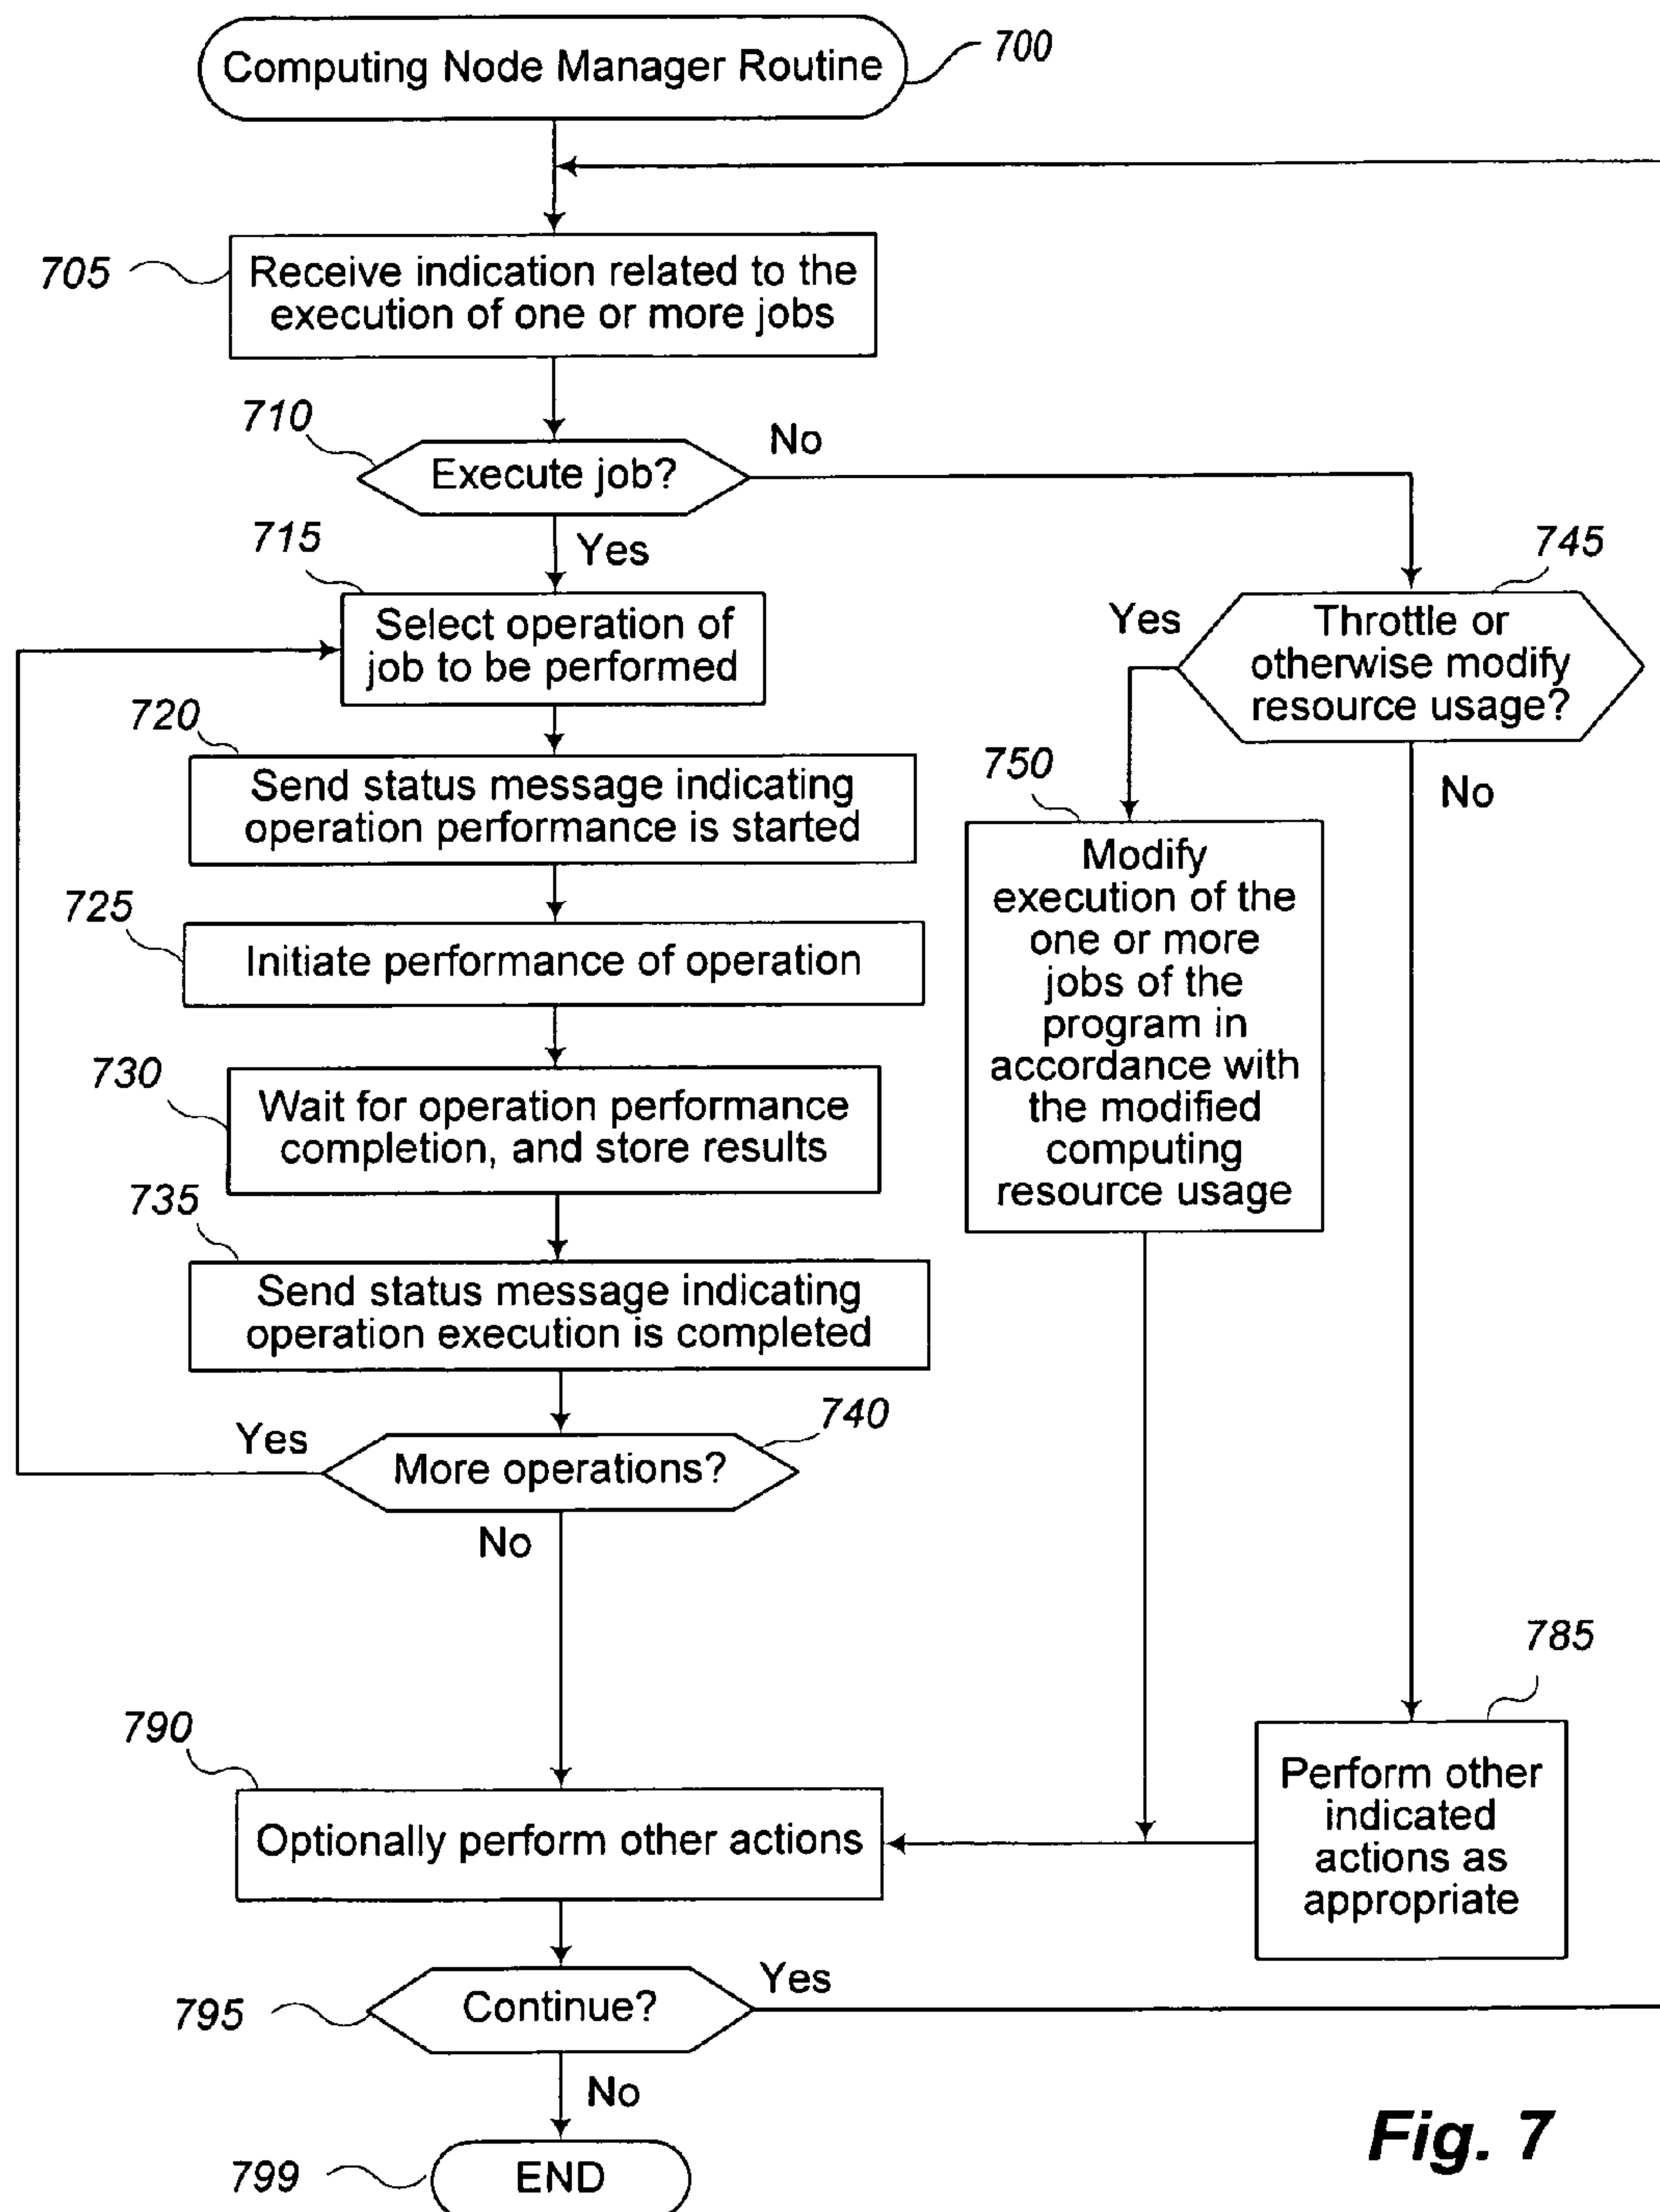 Computing Node Manager Routine
700
705
Receive indication related to the
execution of one or more jobs
710
Execute job?
No
Yes
715
Select operation of
job to be performed
745
Throttle or
otherwise modify
resource usage?
Yes
No
720
Send status message indicating
operation performance is started
750
Modify
execution of the
one or more
jobs of the
program in
accordance with
the modified
computing
resource usage
725
Initiate performance of operation
730
Wait for operation performance
completion, and store results
735
Send status message indicating
operation execution is completed
740
More operations?
Yes
No
785
Perform other
indicated
actions as
appropriate
790
Optionally perform other actions
795
Continue?
Yes
No
799
END
Fig. 7